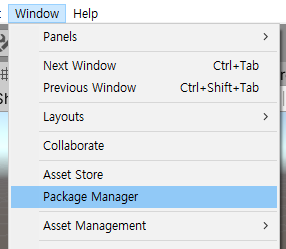 Window Help
Panels
Next Window Ctrl+Tab
Previous Window Ctrl+Shift+Tab
Layouts
Collaborate
Asset Store
Package Manager
Asset Management